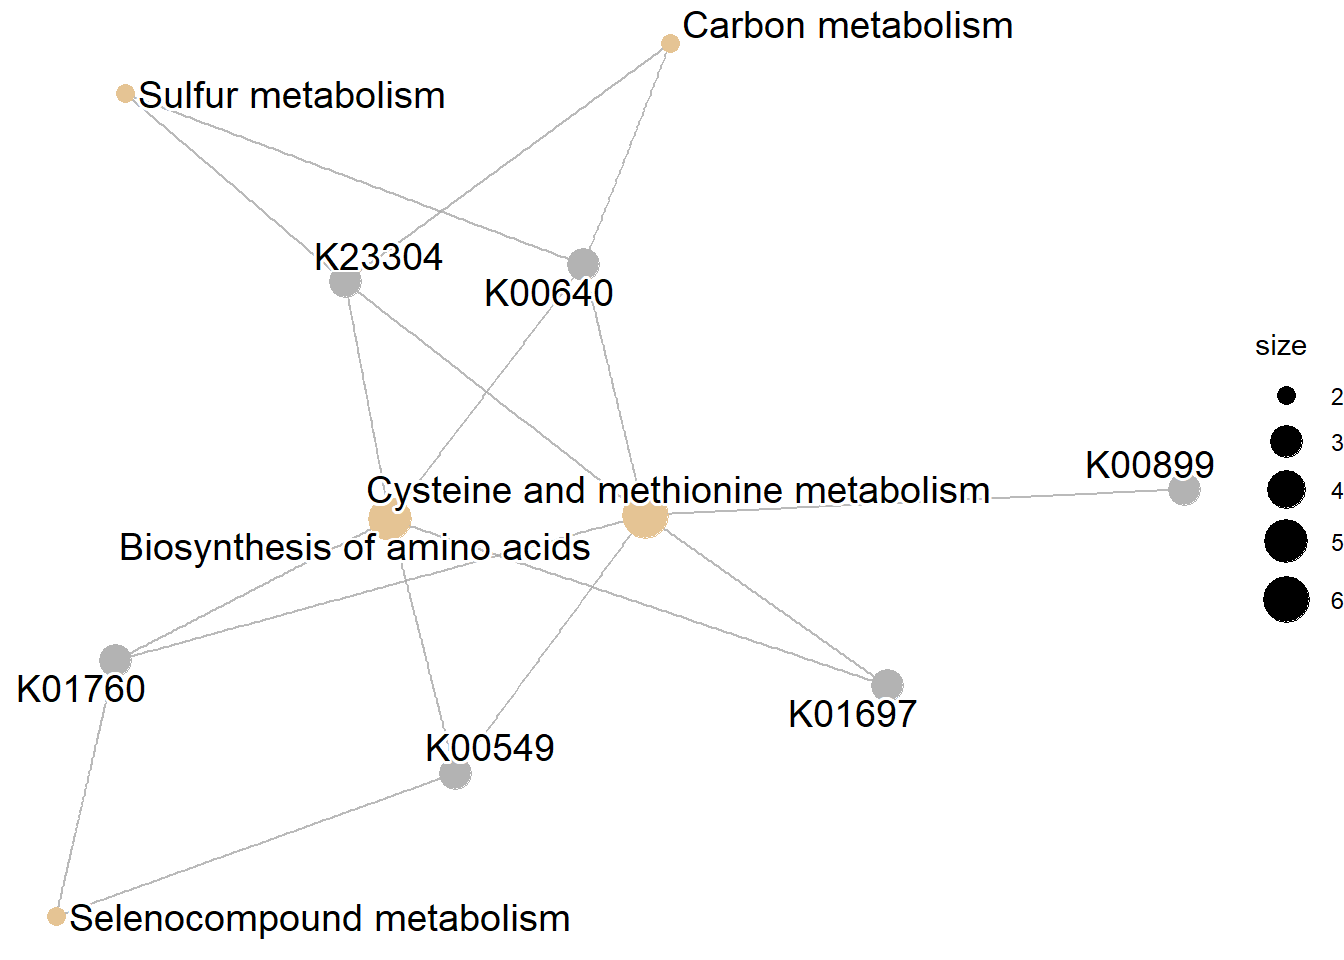 Carbon metabolism
Sulfur metabolism
K23304
K00640
size
2
3
4
5
6
K00899
Cysteine and methionine metabolism
Biosynthesis of amino acids
K01760
K01697
K00549
Selenocompound metabolism